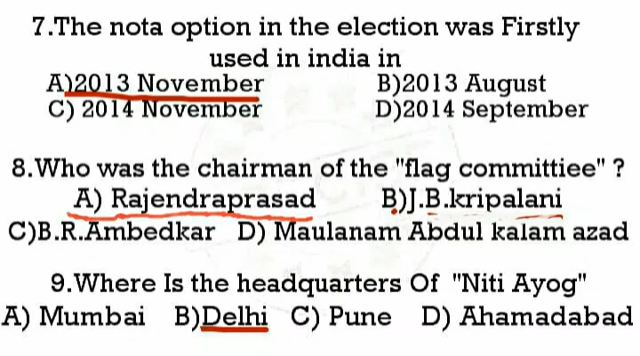 7.The nota option in the election was Firstly
used in india in
A)2013 November B)2013 August
C) 2014 November D)2014 September
8.Who was the chairman of the "flag committiee" ?
A) Rajendraprasad B)J.B.kripalani
C)B.R.Ambedkar D) Maulanam Abdul kalam azad
9.Where Is the headquarters Of "Niti Ayog"
A) Mumbai B)Delhi C) Pune D) Ahamadabad